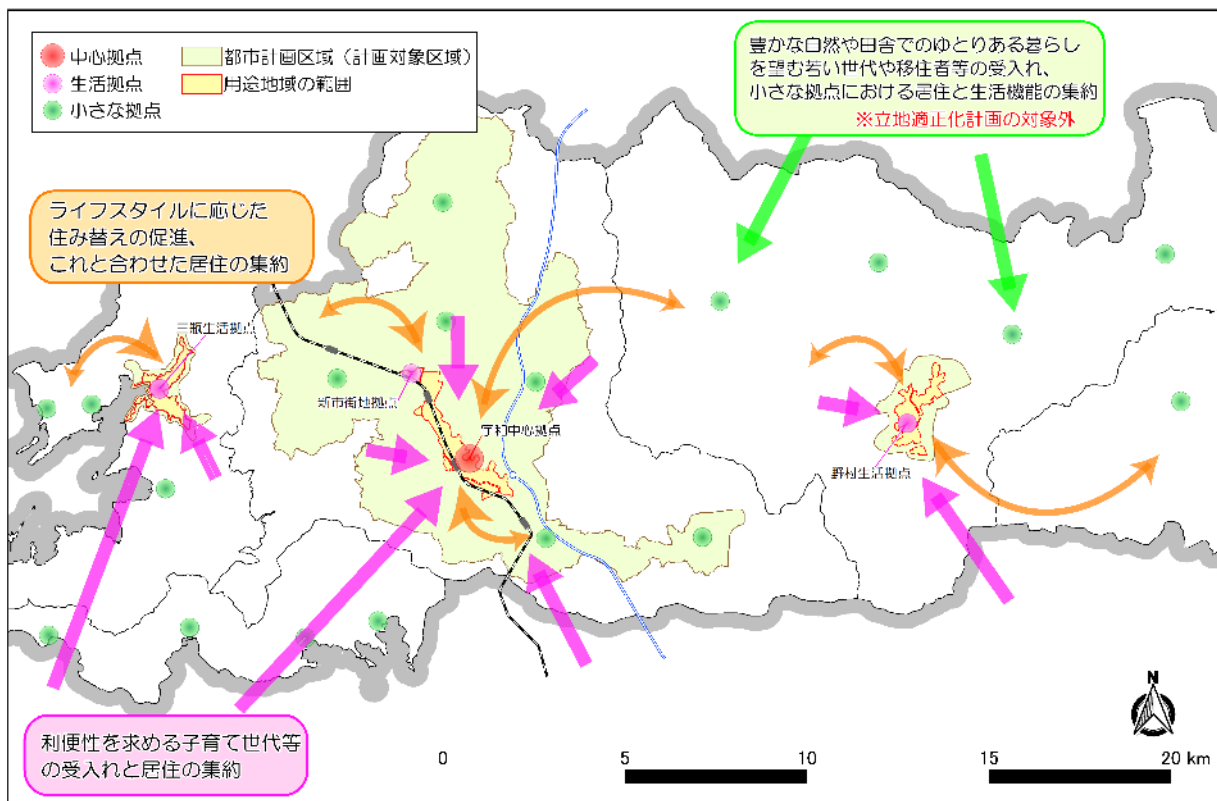 中心拠点
生活拠点
小さな拠点
都市計画区域（計画対象区域）
用途地域の範囲
豊かな自然や田舎でのゆとりある暮らし
を望む若い世代や移住者等の受入れ、
小さな拠点における居住と生活機能の集約
※立地適正化計画の対象外
ライフスタイルに応じた
住み替えの促進、
これと合わせた居住の集約
三瓶生活拠点
新市街地拠点
宇和中心拠点
野村生活拠点
利便性を求める子育て世代等
の受入れと居住の集約
N
0 5 10 15 20 km